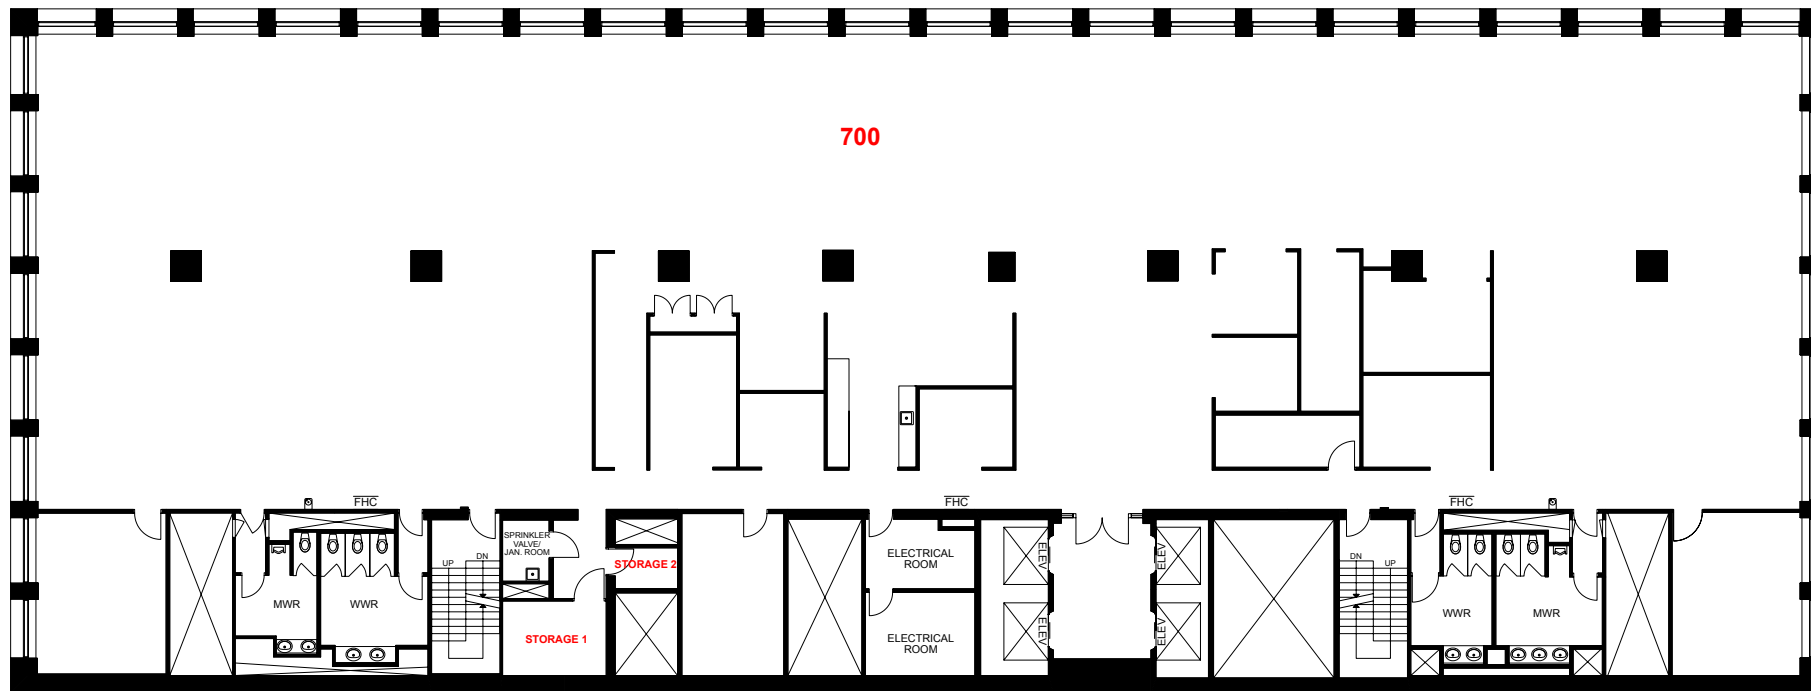 700
FHC
FHC
FHC
SPRINKLER
VALVE/
JAN. ROOM
DN
UP
STORAGE 2
ELECTRICAL
ROOM
ELEV
ELEV
DN
UP
MWR
WWR
STORAGE 1
ELECTRICAL
ROOM
ELEV
ELEV
WWR
MWR